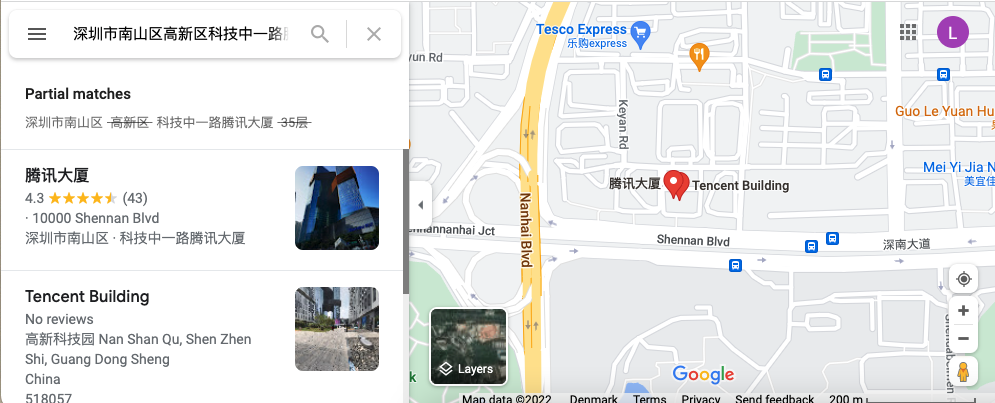 深圳市南山区高新区科技中一路腾
Partial matches
深圳市南山区 高新区 科技中一路腾讯大厦 35层
腾讯大厦
4.3 (43)
· 10000 Shennan Blvd
深圳市南山区 · 科技中一路腾讯大厦
Tencent Building
No reviews
高新科技园 Nan Shan Qu, Shen Zhen
Shi, Guang Dong Sheng
China
518057
Tesco Express
乐购express
yun Rd
Keyan Rd
L
Guo Le Yuan Hu
Mei Yi Jia N
美宜佳
腾讯大厦
Tencent Building
Nanhai Blvd
hennannanhai Jct
Shennan Blvd
深南大道
k
Layers
Google
Map data ©2022 Denmark Terms Privacy Send feedback 200 m